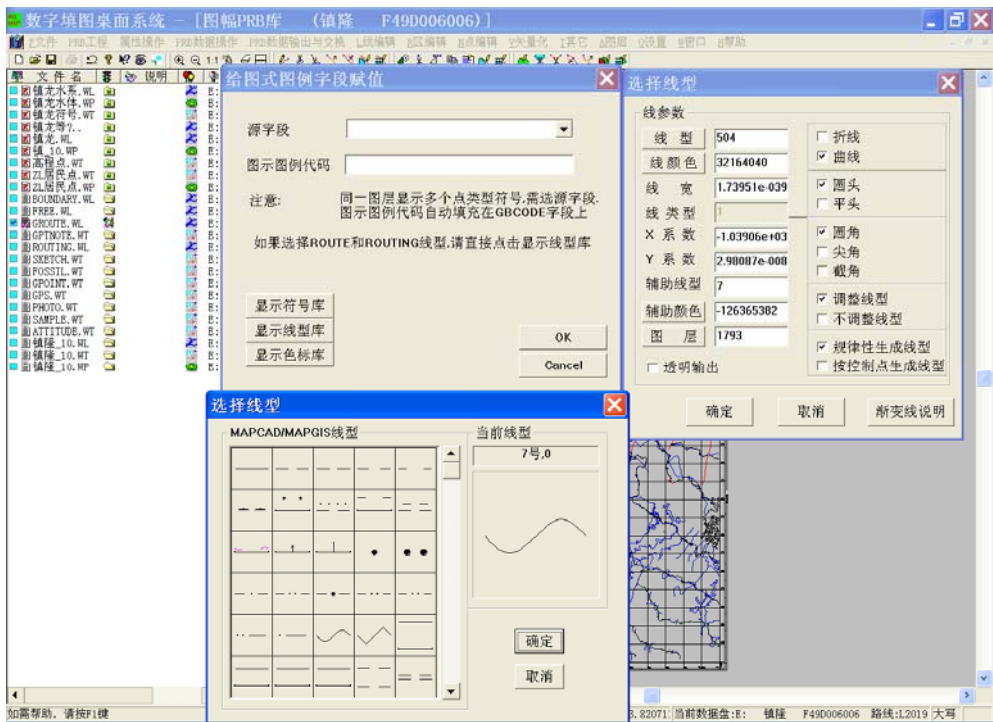 数字填图桌面系统 - [图幅PRB库 (镇隆 F49D006006)]
F文件 PRB工程 属性操作 PRB数据操作 PRB数据输出与交换 L线编辑 R区编辑 H点编辑 Y矢量化 I其它 A图层 O设置 W窗口 H帮助
1:1
文件名 说明
镇龙水系.WL E:
镇龙水体.WP E:
镇龙符号.WT E:
镇龙等?.. E:
镇龙.WL E:
镇_10.WP E:
高程点.WT E:
ZL居民点.WT E:
ZL居民点.WP E:
BOUNDARY.WL E:
FREE.WL E:
GROUTE.WL E:
GPTNOTE.WT E:
ROUTING.WL E:
SKETCH.WT E:
FOSSIL.WT E:
GPOINT.WT E:
GPS.WT E:
PHOTO.WT E:
SAMPLE.WT E:
ATTITUDE.WT E:
镇隆_10.WL E:
镇隆_10.WT E:
镇隆_10.WP E:
给图式图例字段赋值
源字段
图示图例代码
注意: 同一图层显示多个点类型符号,需选源字段.
图示图例代码自动填充在GBCODE字段上
如果选择ROUTE和ROUTING线型,请直接点击显示线型库
显示符号库
显示线型库
显示色标库
OK
Cancel
选择线型
线参数
线 型 504
线颜色 32164040
线 宽 1.73951e-039
线类型 1
X 系 数 -1.03906e+03
Y 系 数 2.98087e-008
辅助线型 7
辅助颜色 -126365382
图 层 1793
透明输出
折线
曲线
圆头
平头
圆角
尖角
截角
调整线型
不调整线型
规律性生成线型
按控制点生成线型
确定 取消 渐变线说明
选择线型
MAPCAD/MAPGIS线型
当前线型
7号,0
确定
取消
如需帮助, 请按F1键
3.82071: 当前数据盘:E: 镇隆 F49D006006 路线:L2019 大写